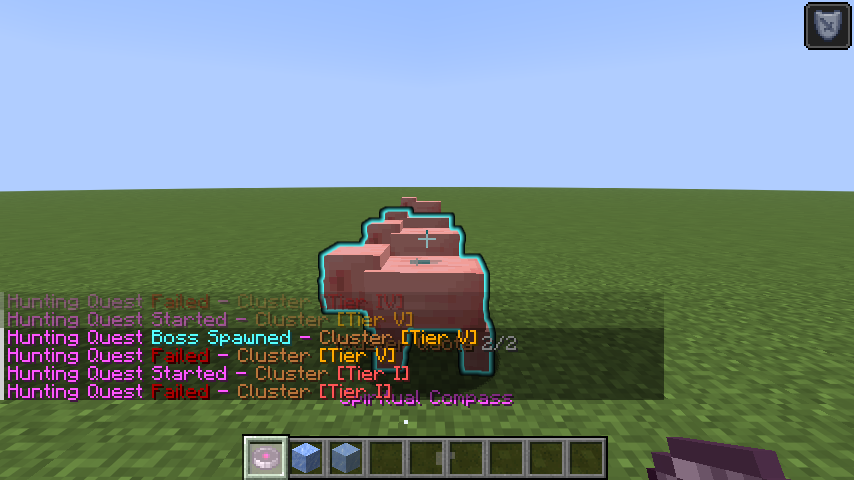 Hunting Quest Failed - Cluster [Tier IV]
Hunting Quest Started - Cluster [Tier V]
Hunting Quest Boss Spawned - Cluster [Tier V]
2/2
Hunting Quest Failed - Cluster [Tier V]
Hunting Quest Started - Cluster [Tier I]
Hunting Quest Failed - Cluster [Tier I]
Spiritual Compass